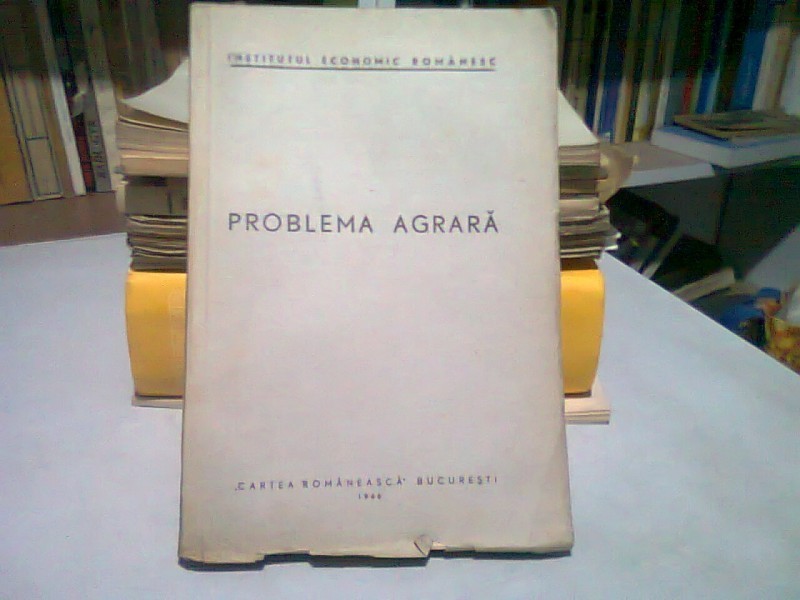 INSTITUTUL ECONOMIC ROMÂNESC
PROBLEMA AGRARĂ
„CARTEA ROMÂNEASCĂ" BUCUREȘTI